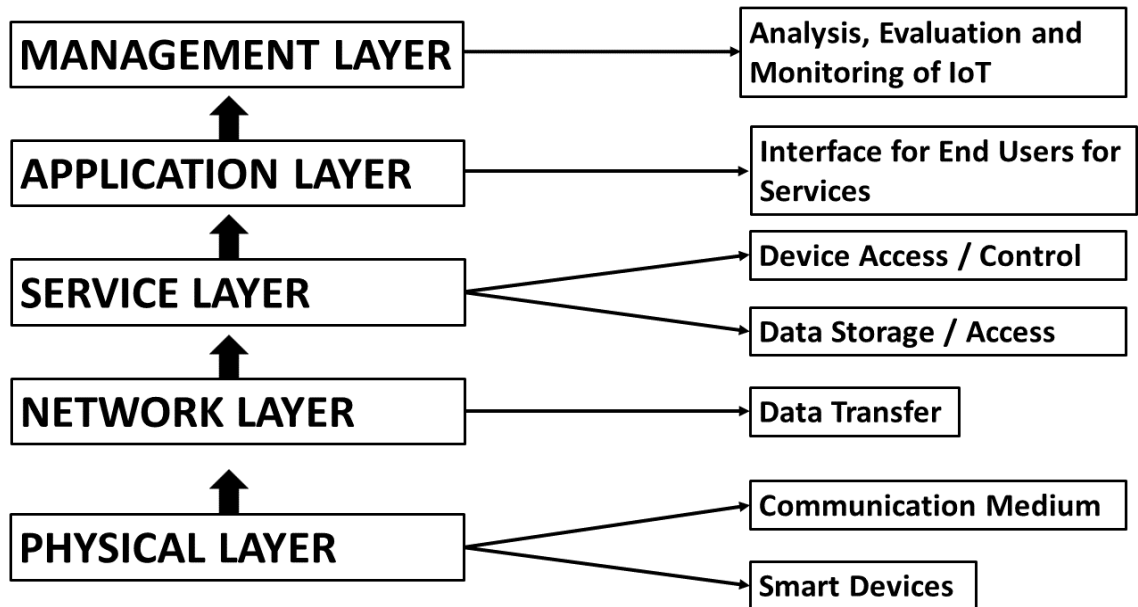 MANAGEMENT LAYER
Analysis, Evaluation and
Monitoring of IoT
APPLICATION LAYER
Interface for End Users for
Services
SERVICE LAYER
Device Access / Control
Data Storage / Access
NETWORK LAYER
Data Transfer
PHYSICAL LAYER
Communication Medium
Smart Devices